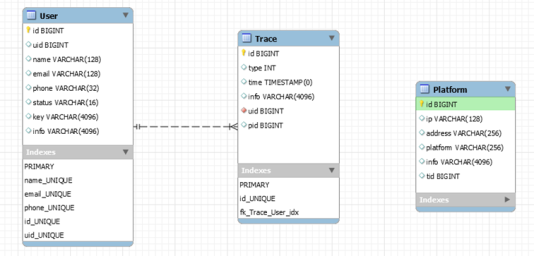 User
id BIGINT
uid BIGINT
name VARCHAR(128)
email VARCHAR(128)
phone VARCHAR(32)
status VARCHAR(16)
key VARCHAR(4096)
info VARCHAR(4096)
Indexes
PRIMARY
name_UNIQUE
email_UNIQUE
phone_UNIQUE
id_UNIQUE
uid_UNIQUE
Trace
id BIGINT
type INT
time TIMESTAMP(0)
info VARCHAR(4096)
uid BIGINT
pid BIGINT
Indexes
PRIMARY
id_UNIQUE
fk_Trace_User_idx
Platform
id BIGINT
ip VARCHAR(128)
address VARCHAR(256)
platform VARCHAR(256)
info VARCHAR(4096)
tid BIGINT
Indexes